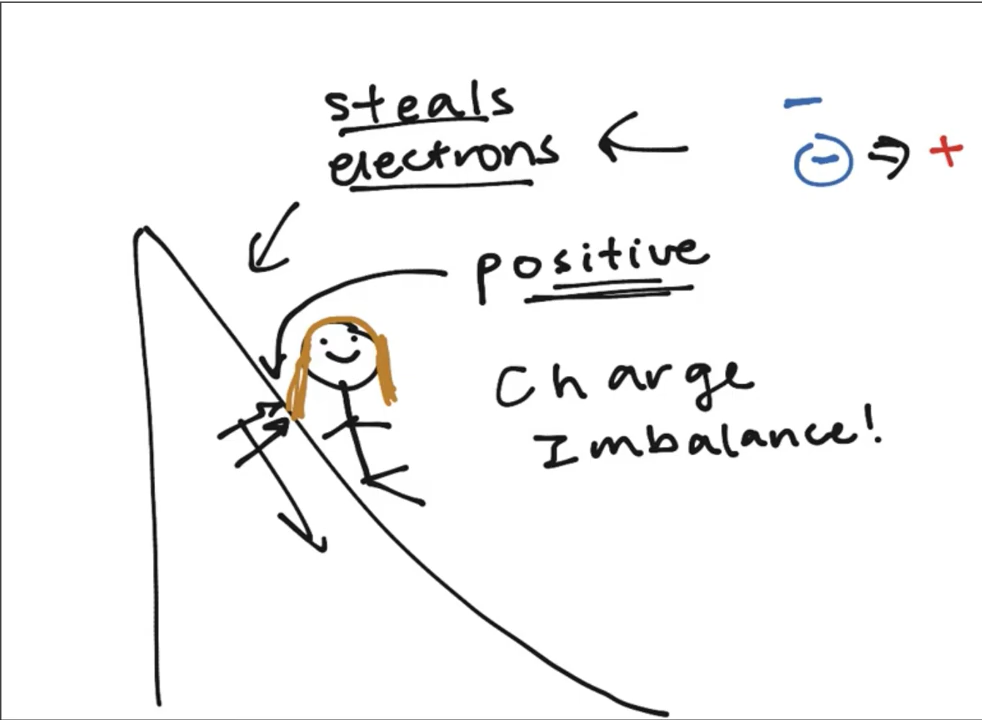 steals
electrons
-
- ⇒ +
positive
Charge
Imbalance!